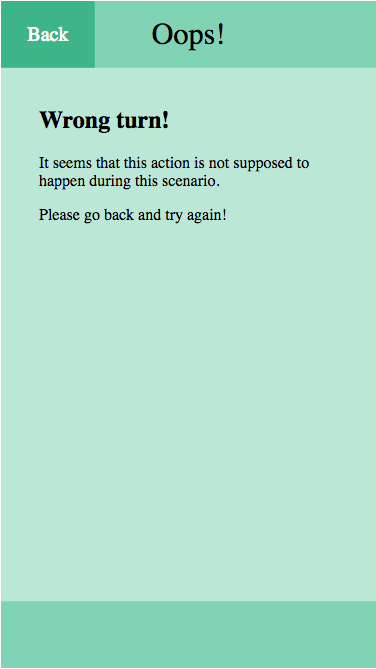 Back
Oops!
Wrong turn!
It seems that this action is not supposed to
happen during this scenario.
Please go back and try again!